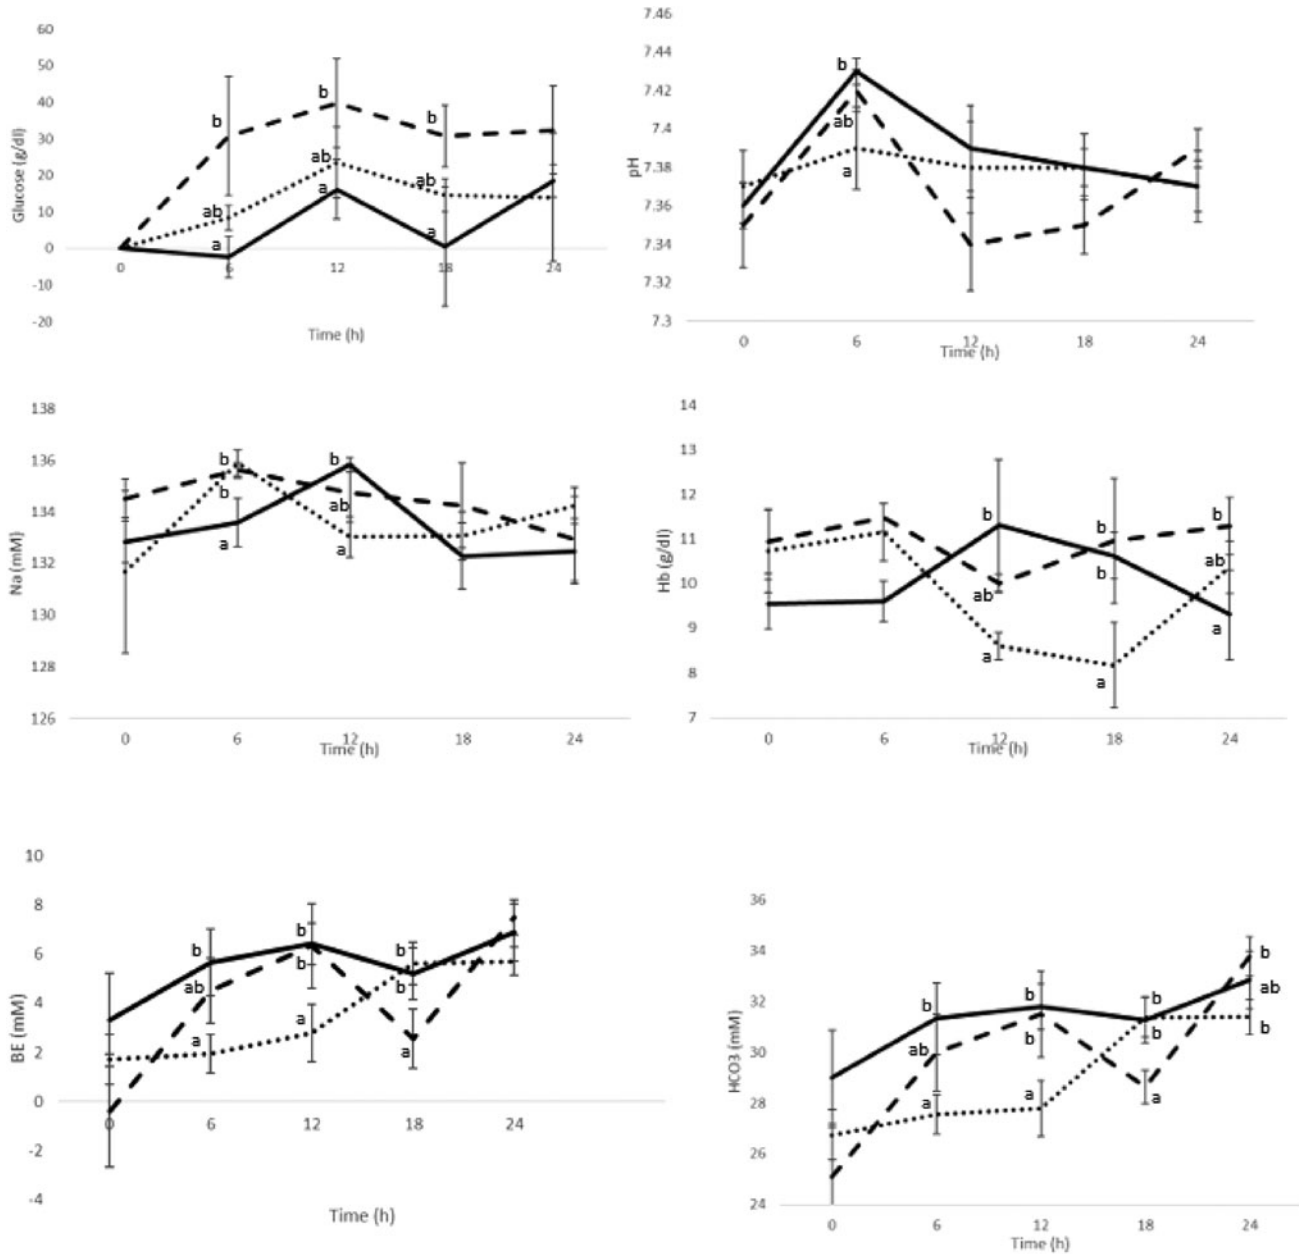 60
50
40
30
20
10
0
-10
-20
Glucose (g/dl)
b
b
b
ab
ab
ab
a
a
a
0 6 12 18 24
Time (h)
7.46
7.44
7.42
7.4
7.38
7.36
7.34
7.32
7.3
pH
b
ab
a
0 6 12 18 24
Time (h)
138
136
134
132
130
128
126
Na (mM)
b
b
a
b
ab
a
0 6 12 18 24
Time (h)
14
13
12
11
10
9
8
7
Hb (g/dl)
b
ab
a
b
b
a
b
ab
a
0 6 12 18 24
Time (h)
10
8
6
4
2
0
-2
-4
BE (mM)
b
ab
a
b
b
a
b
b
a
0 6 12 18 24
Time (h)
36
34
32
30
28
26
24
HCO3 (mM)
b
ab
a
b
b
a
b
b
a
b
ab
b
0 6 12 18 24
Time (h)